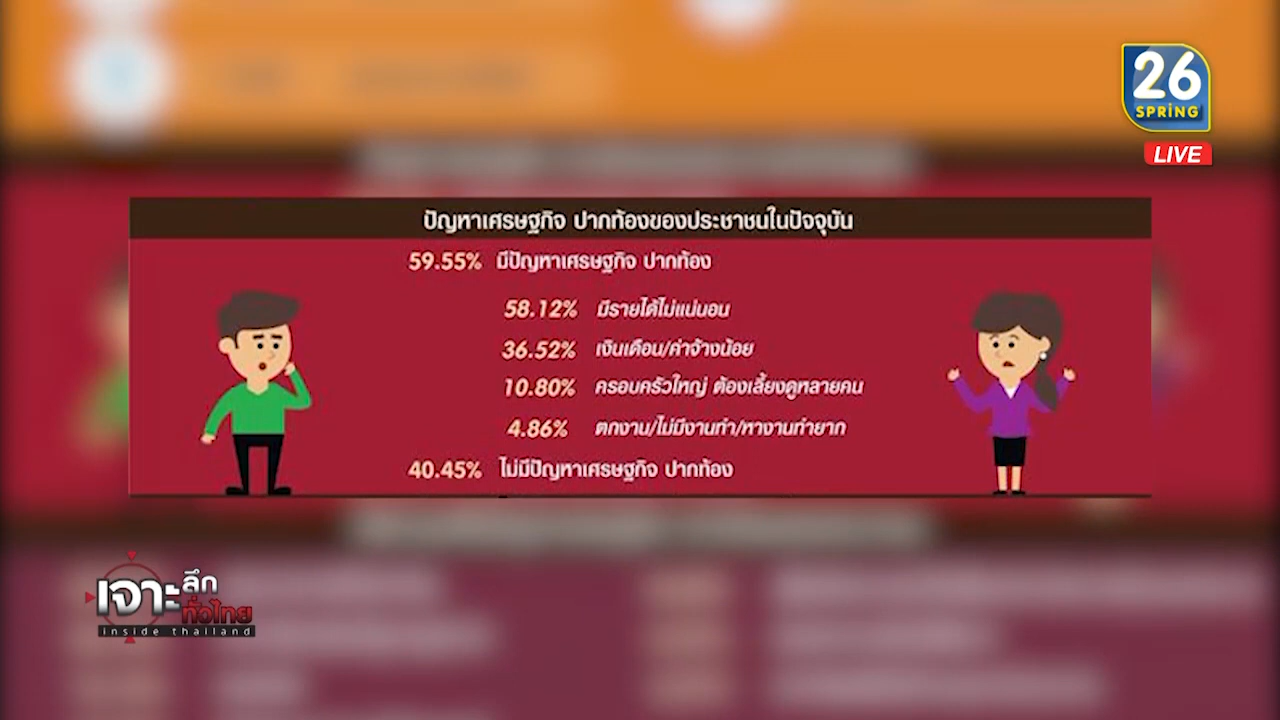 26
SPRiNG
LIVE
ปัญหาเศรษฐกิจ ปากท้องของประชาชนในปัจจุบัน
59.55% มีปัญหาเศรษฐกิจ ปากท้อง
58.12% มีรายได้ไม่แน่นอน
36.52% เงินเดือน/ค่าจ้างน้อย
10.80% ครอบครัวใหญ่ ต้องเลี้ยงดูหลายคน
4.86% ตกงาน/ไม่มีงานทำ/หางานทำยาก
40.45% ไม่มีปัญหาเศรษฐกิจ ปากท้อง
เจาะลึก
ทั่วไทย
inside thailand